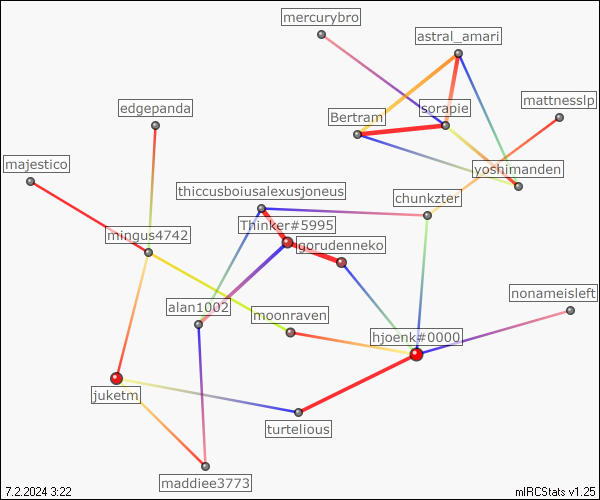 mercurybro
astral_amari
mattnesslp
edgepanda
Bertram
sorapie
majestico
yoshimanden
thiccusboiusalexusjoneus
chunkzter
Thinker#5995
mingus4742
gorudenneko
nonameisleft
alan1002
moonraven
hjoenk#0000
juketm
turtelious
maddiee3773
7.2.2024 3:22
mIRCStats v1.25